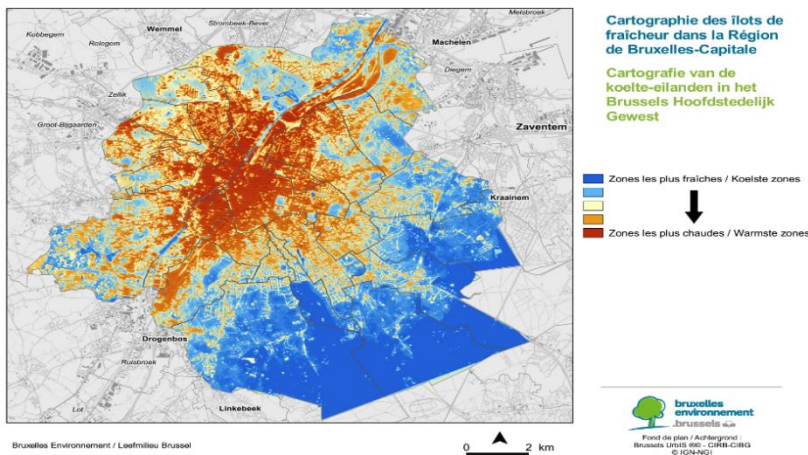 Cartographie des îlots de
fraîcheur dans la Région
de Bruxelles-Capitale
Cartografie van de
koelte-eilanden in het
Brussels Hoofdstedelijk
Gewest
Zones les plus fraîches / Koelste zones
Zones les plus chaudes / Warmste zones
Kobbegem
Relegem
Wemmel
Strombeek-Bever
Melsbroek
Machelen
Diegem
Zellik
Groot-Bijgaarden
Zaventem
Kraainem
Drogenbos
Ruisbroek
Lot
Linkebeek
Bruxelles Environnement / Leefmilieu Brussel
0 2 km
bruxelles
environnement
.brussels
Fond de plan / Achtergrond :
Brussels UrbIS ®© - CIRB-CIBG
© IGN-NGI